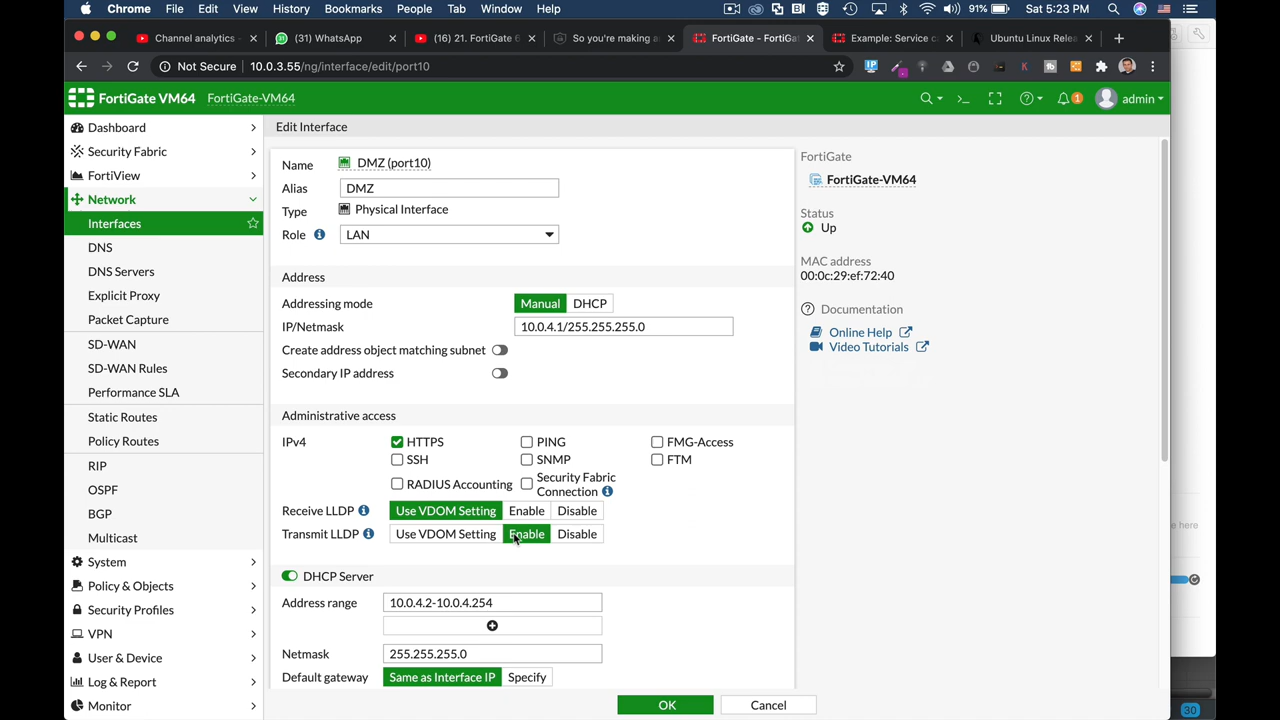 Chrome File Edit View History Bookmarks People Tab Window Help 91% Sat 5:23 PM
Channel analytics (31) WhatsApp (16) you're making FortiGate - FortiGat Example: Serv Ubuntu Linux Rele
Not Secure 10.0.3.55/ng/interface/edit/port10
FortiGate VM64 FortiGate-VM64 1 admin
Dashboard
Security Fabric
FortiView
Network
Interfaces
DNS
DNS Servers
Explicit Proxy
Packet Capture
SD-WAN
SD-WAN Rules
Performance SLA
Static Routes
Policy Routes
RIP
OSPF
BGP
Multicast
System
Policy & Objects
Security Profiles
VPN
User & Device
Log & Report
Monitor
Edit Interface
Name DMZ (port10)
Alias DMZ
Type Physical Interface
Role LAN
Address
Addressing mode Manual DHCP
IP/Netmask 10.0.4.1/255.255.255.0
Create address object matching subnet
Secondary IP address
Administrative access
IPv4 HTTPS PING FMG-Access
SSH SNMP FTM
RADIUS Accounting Security Fabric
Connection
Receive LLDP Use VDOM Setting Enable Disable
Transmit LLDP Use VDOM Setting Enable Disable
DHCP Server
Address range 10.0.4.2-10.0.4.254
Netmask 255.255.255.0
Default gateway Same as Interface IP Specify
OK Cancel
FortiGate
FortiGate-VM64
Status
Up
MAC address
00:0c:29:ef:72:40
Documentation
Online Help
Video Tutorials
here
30